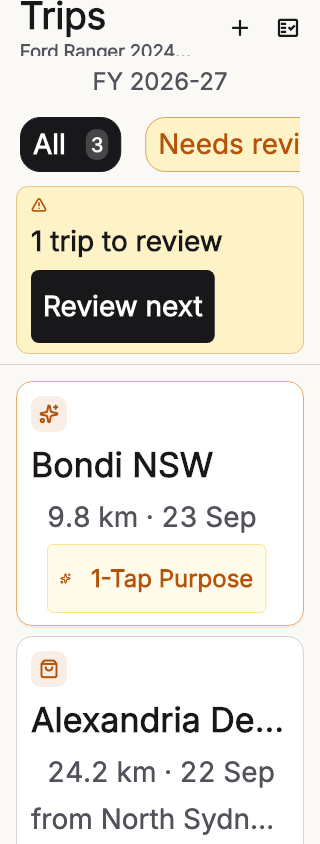 Trips
Ford Ranger 2024...
FY 2026-27
All 3
Needs revi
1 trip to review
Review next
Bondi NSW
9.8 km · 23 Sep
1-Tap Purpose
Alexandria De...
24.2 km · 22 Sep
from North Sydn...